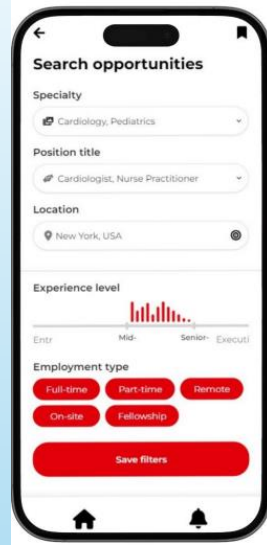 Search opportunities
Specialty
Cardiology, Pediatrics
Position title
Cardiologist, Nurse Practitioner
Location
New York, USA
Experience level
Entr Mid- Senior- Executi
Employment type
Full-time Part-time Remote
On-site Fellowship
Save filters